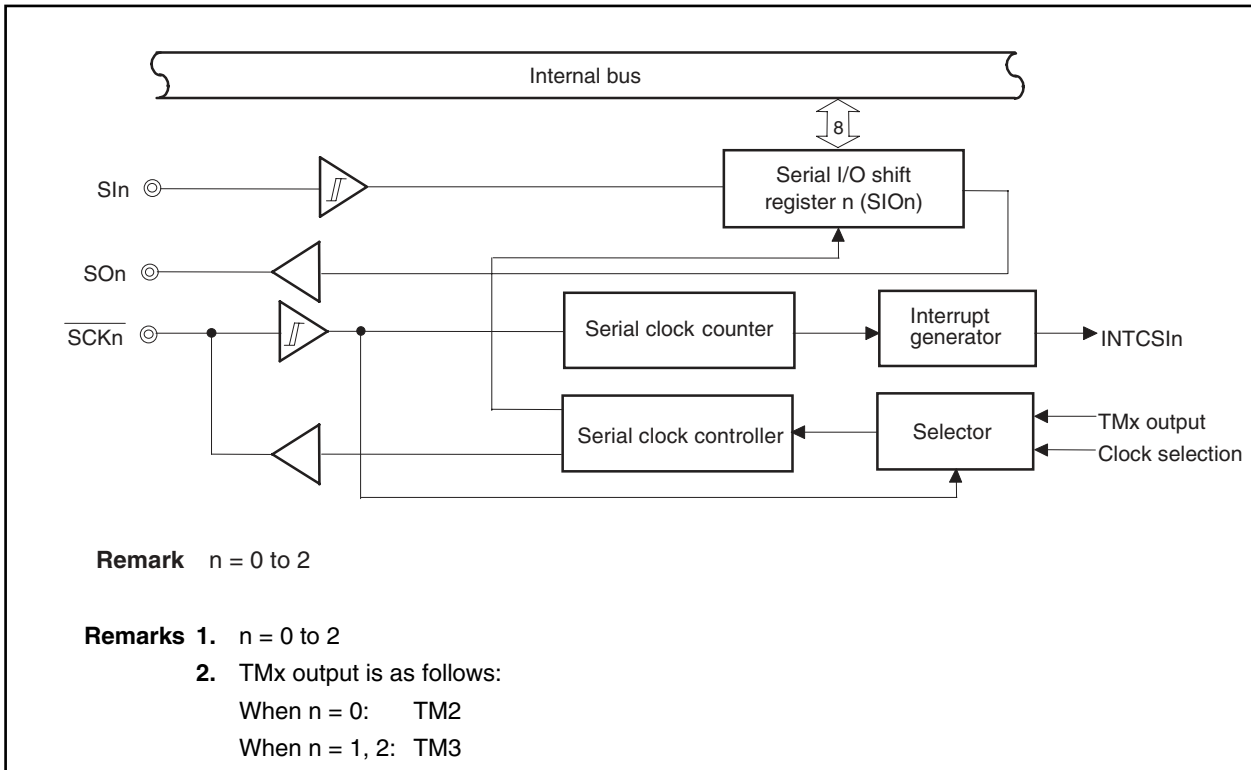 Internal bus
8
SIn
Serial I/O shift
register n (SIOn)
SOn
SCKn
Serial clock counter
Interrupt
generator
INTCSIn
Serial clock controller
Selector
TMx output
Clock selection
Remark n = 0 to 2
Remarks 1. n = 0 to 2
2. TMx output is as follows:
When n = 0: TM2
When n = 1, 2: TM3